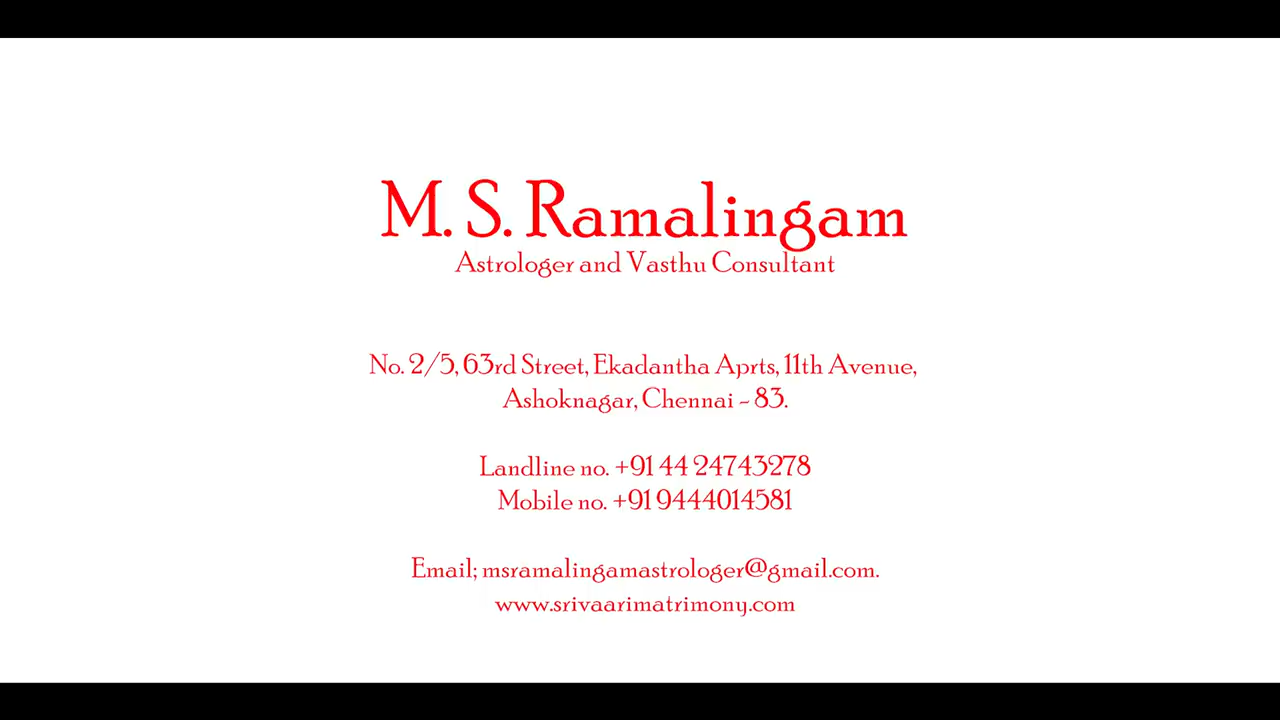 M. S. Ramalingam
Astrologer and Vasthu Consultant
No. 2/5, 63rd Street, Ekadantha Aprts, 11th Avenue,
Ashoknagar, Chennai - 83.
Landline no. +91 44 24743278
Mobile no. +91 9444014581
Email; msramalingamastrologer@gmail.com.
www.srivaarimatrimony.com